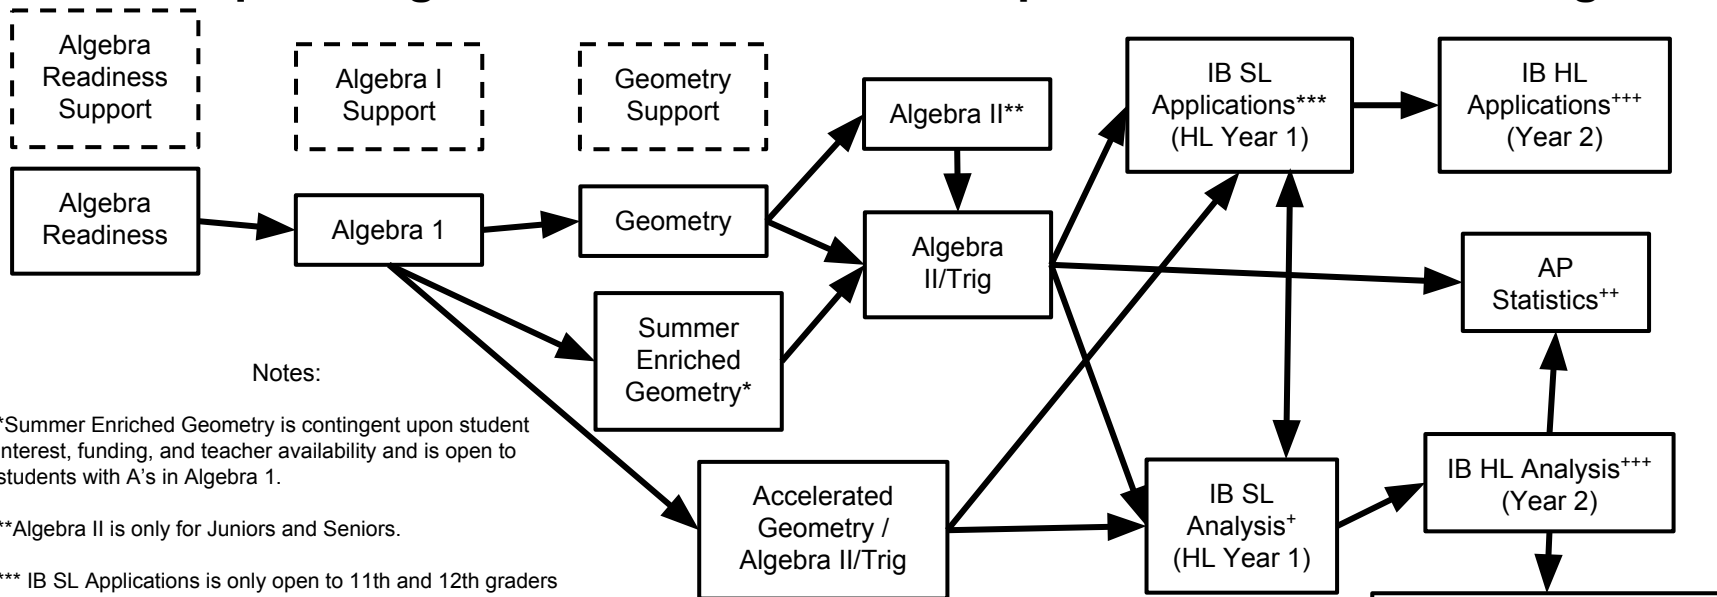 Algebra
Readiness
Support
Algebra I
Support
Geometry
Support
Algebra II**
IB SL
Applications***
(HL Year 1)
IB HL
Applications+++
(Year 2)
Algebra
Readiness
Algebra 1
Geometry
Algebra
II/Trig
AP
Statistics++
Summer
Enriched
Geometry*
Accelerated
Geometry /
Algebra II/Trig
IB SL
Analysis+
(HL Year 1)
IB HL Analysis+++
(Year 2)
Notes:
*Summer Enriched Geometry is contingent upon student
interest, funding, and teacher availability and is open to
students with A's in Algebra 1.
**Algebra II is only for Juniors and Seniors.
*** IB SL Applications is only open to 11th and 12th graders